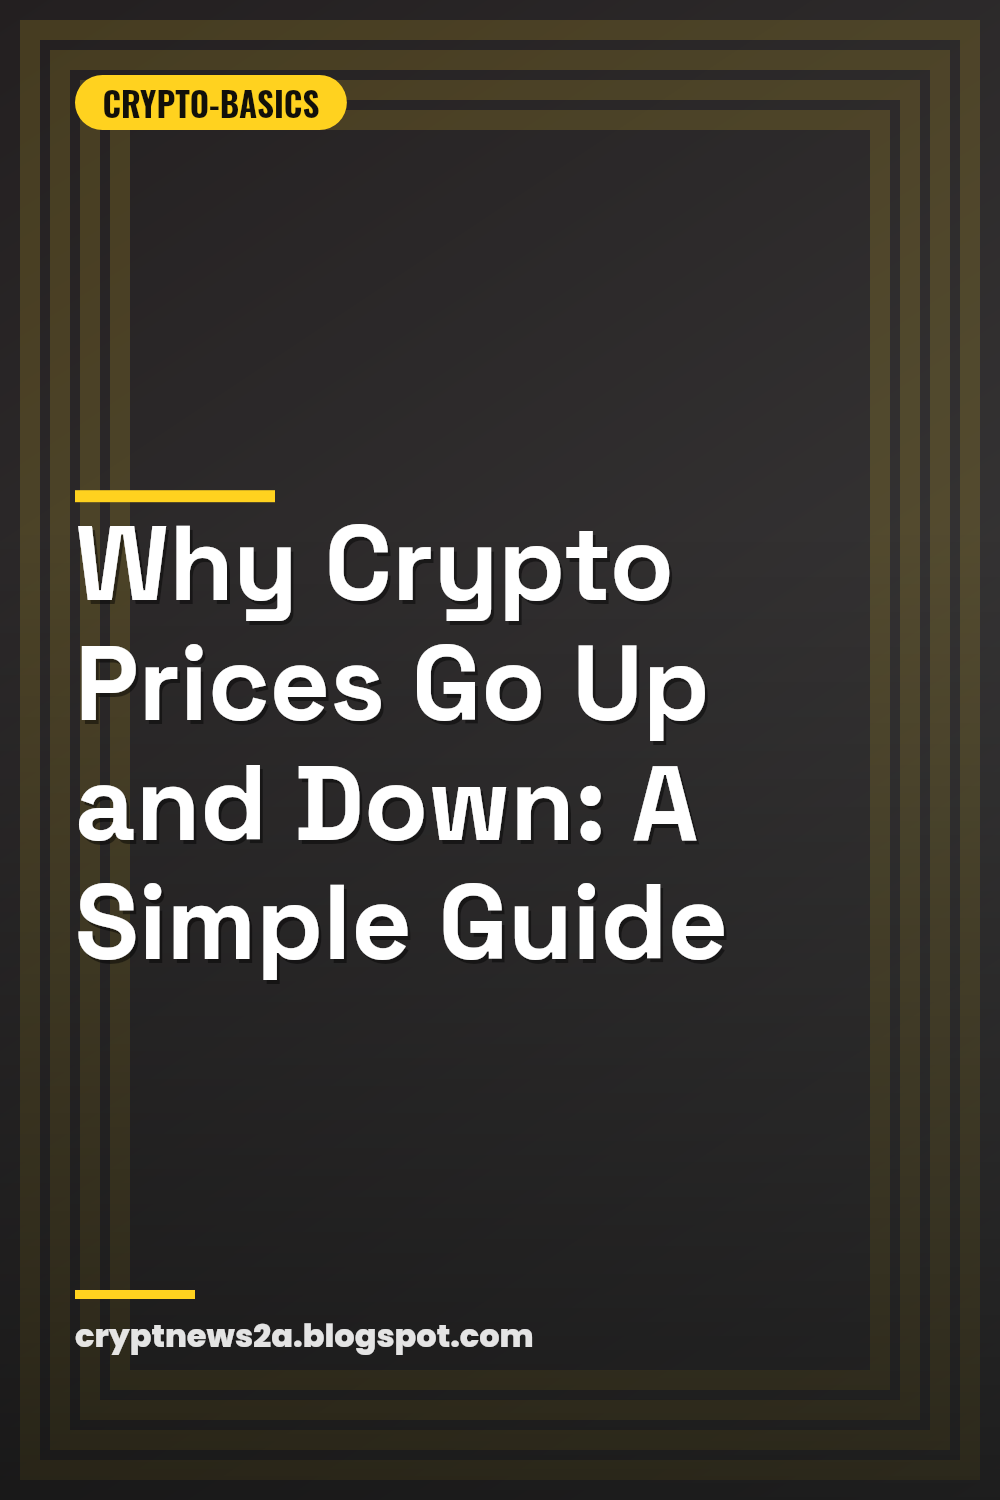 CRYPTO-BASICS
Why Crypto
Prices Go Up
and Down: A
Simple Guide
cryptnews2a.blogspot.com